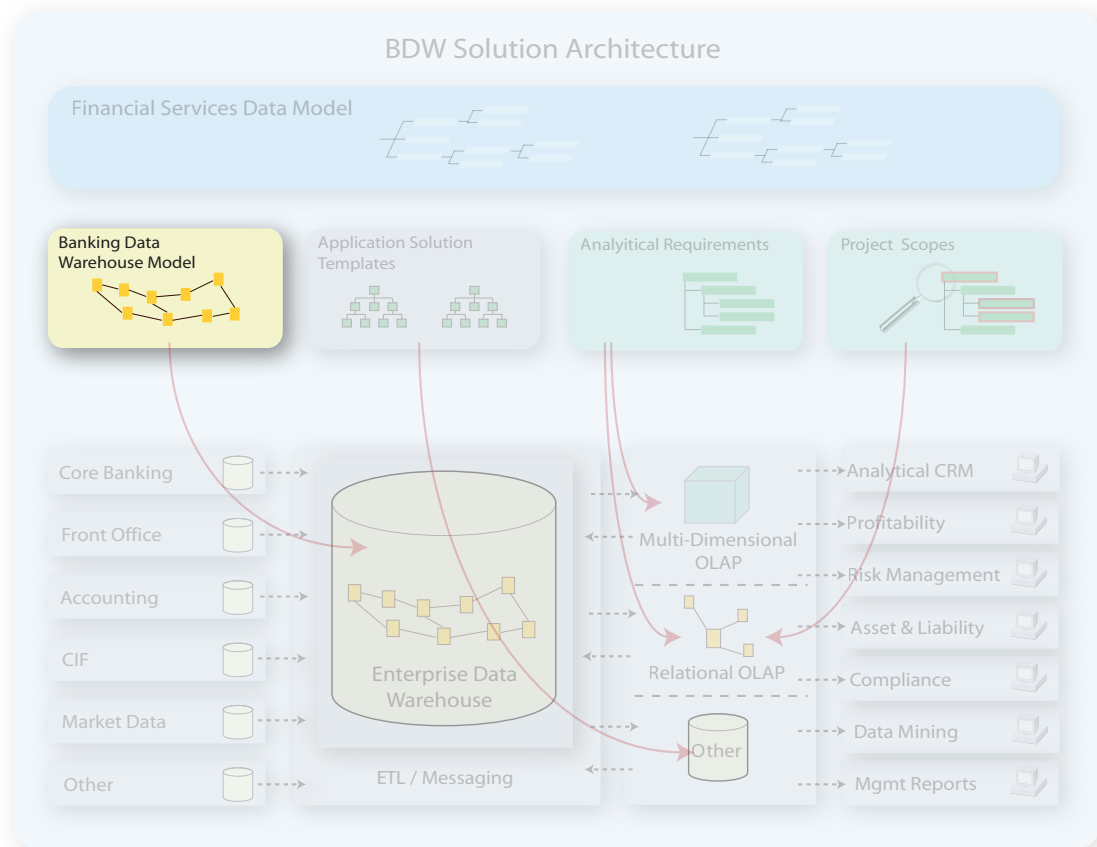 BDW Solution Architecture
Financial Services Data Model
Banking Data
Warehouse Model
Application Solution
Templates
Analyitical Requirements
Project Scopes
Core Banking
Front Office
Accounting
CIF
Market Data
Other
Enterprise Data
Warehouse
ETL / Messaging
Multi-Dimensional
OLAP
Relational OLAP
Other
Analytical CRM
Profitability
Risk Management
Asset & Liability
Compliance
Data Mining
Mgmt Reports